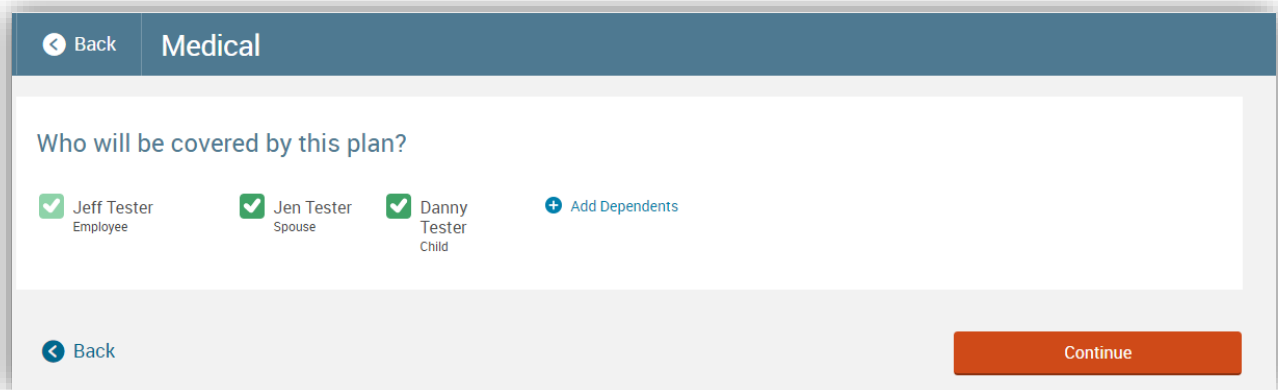 Back
Medical
Who will be covered by this plan?
Jeff Tester
Employee
Jen Tester
Spouse
Danny
Tester
Child
Add Dependents
Back
Continue